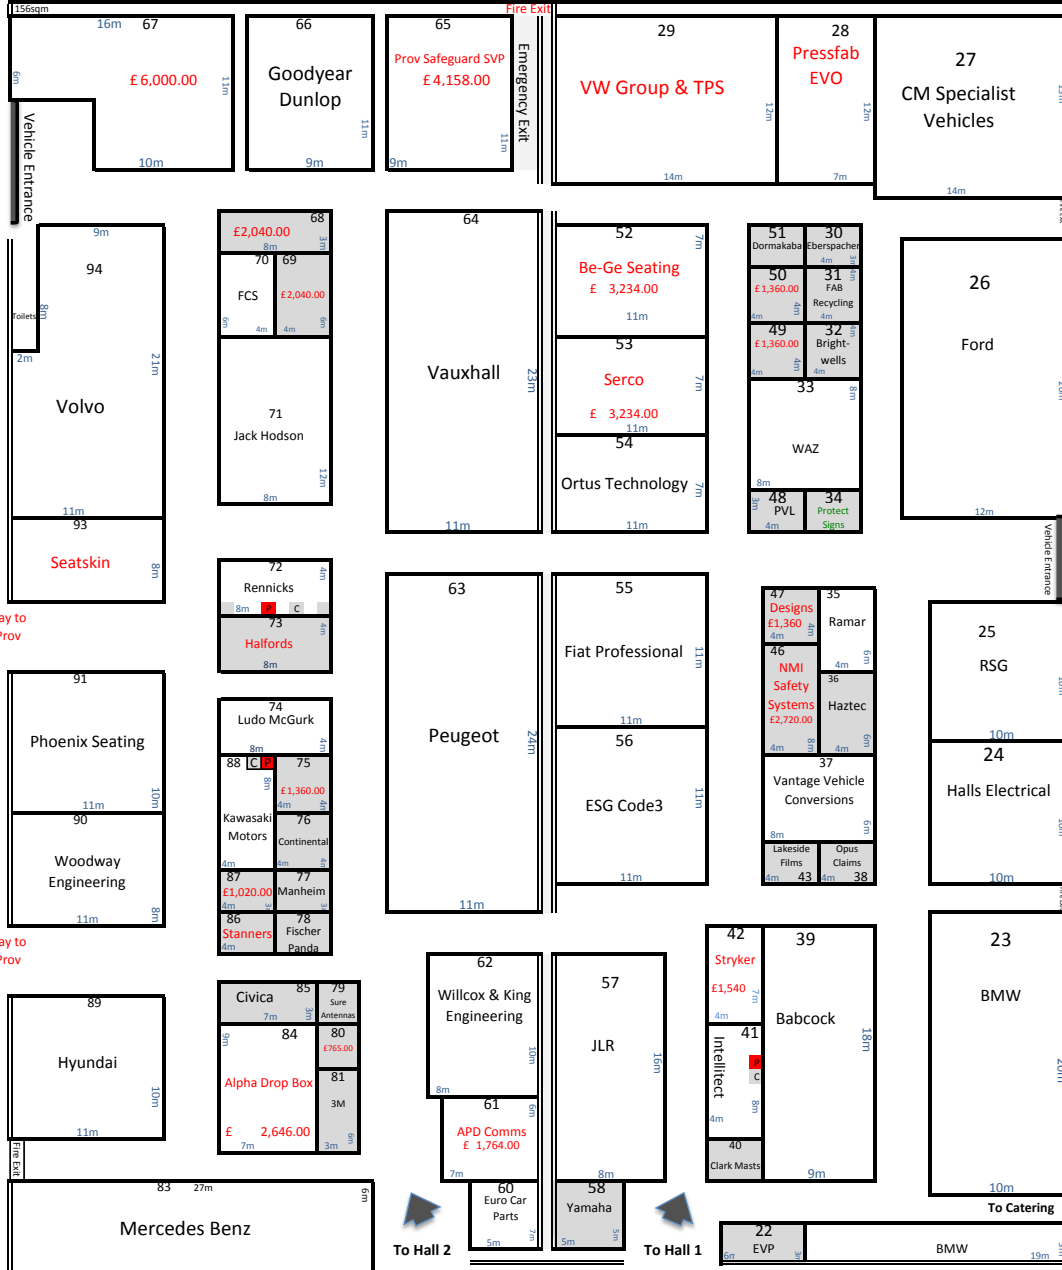 156sqm
Fire Exit
16m 67
6m
£ 6,000.00
11m
10m
66
Goodyear
Dunlop
11m
9m
65
Prov Safeguard SVP
£ 4,158.00
11m
9m
Emergency Exit
29
VW Group & TPS
12m
14m
28
Pressfab
EVO
12m
7m
27
CM Specialist
Vehicles
14m
Vehicle Entrance
9m
94
Toilets
8m
2m
21m
Volvo
11m
93
Seatskin
8m
68
£2,040.00
8m
3m
70
FCS
6m
4m
69
£2,040.00
6m
4m
71
Jack Hodson
12m
8m
64
Vauxhall
23m
11m
52
7m
Be-Ge Seating
£ 3,234.00
11m
53
Serco
7m
£ 3,234.00
11m
54
Ortus Technology
7m
11m
51
Dormakaba
30
Eberspacher
4m
3m
50
£1,360.00
4m
4m
31
4m
FAB
Recycling
4m
49
£1,360.00
4m
4m
32
4m
Bright-
wells
4m
33
8m
WAZ
8m
48
3m
PVL
4m
34
Protect
Signs
26
Ford
12m
Vehicle Entrance
72
4m
Rennicks
8m P C
73
4m
Halfords
8m
ay to
Prov
91
Phoenix Seating
10m
11m
90
Woodway
Engineering
8m
11m
ay to
Prov
74
Ludo McGurk
4m
8m
88 C P
8m
Kawasaki
Motors
4m
75
£1,360.00
4m
4m
76
Continental
4m
4m
87
£1,020.00
4m
3m
77
Manheim
86
Stanners
4m
78
Fischer
Panda
63
Peugeot
24m
11m
55
Fiat Professional
11m
11m
56
11m
ESG Code3
11m
47
Designs
£1,360
4m
4m
35
Ramar
6m
4m
46
NMI
Safety
Systems
£2,720.00
8m
4m
36
Haztec
6m
4m
37
Vantage Vehicle
Conversions
6m
8m
Lakeside
Films
4m 43
Opus
Claims
4m 38
25
RSG
10m
24
Halls Electrical
10m
89
Hyundai
10m
11m
Fire Exit
Civica 85
3m
7m
79
Sure
Antennas
84
9m
Alpha Drop Box
£ 2,646.00
7m
80
£765.00
81
3M
6m
3m
62
Willcox & King
Engineering
10m
8m
61
6m
APD Comms
£ 1,764.00
7m
60
Euro Car
Parts
7m
5m
57
JLR
16m
8m
58
Yamaha
5m
5m
42
Stryker
£1,540
7m
4m
41
Intellitect
P
C
8m
4m
40
Clark Masts
39
Babcock
18m
9m
23
BMW
10m
83 27m
6m
Mercedes Benz
To Hall 2
To Hall 1
To Catering
22
EVP
6m
3m
BMW
19m